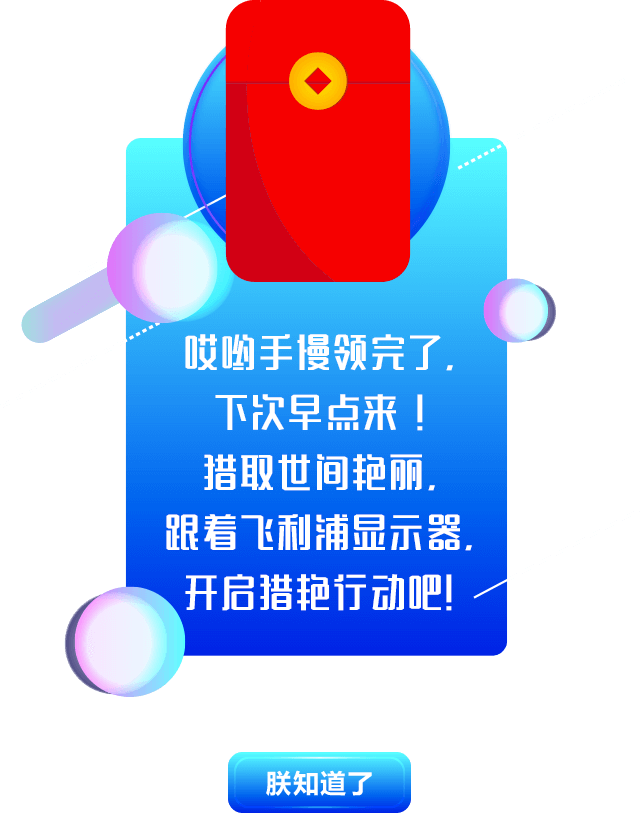 哎哟手慢领完了,
下次早点来！
猎取世间艳丽,
跟着飞利浦显示器,
开启猎艳行动吧!
朕知道了